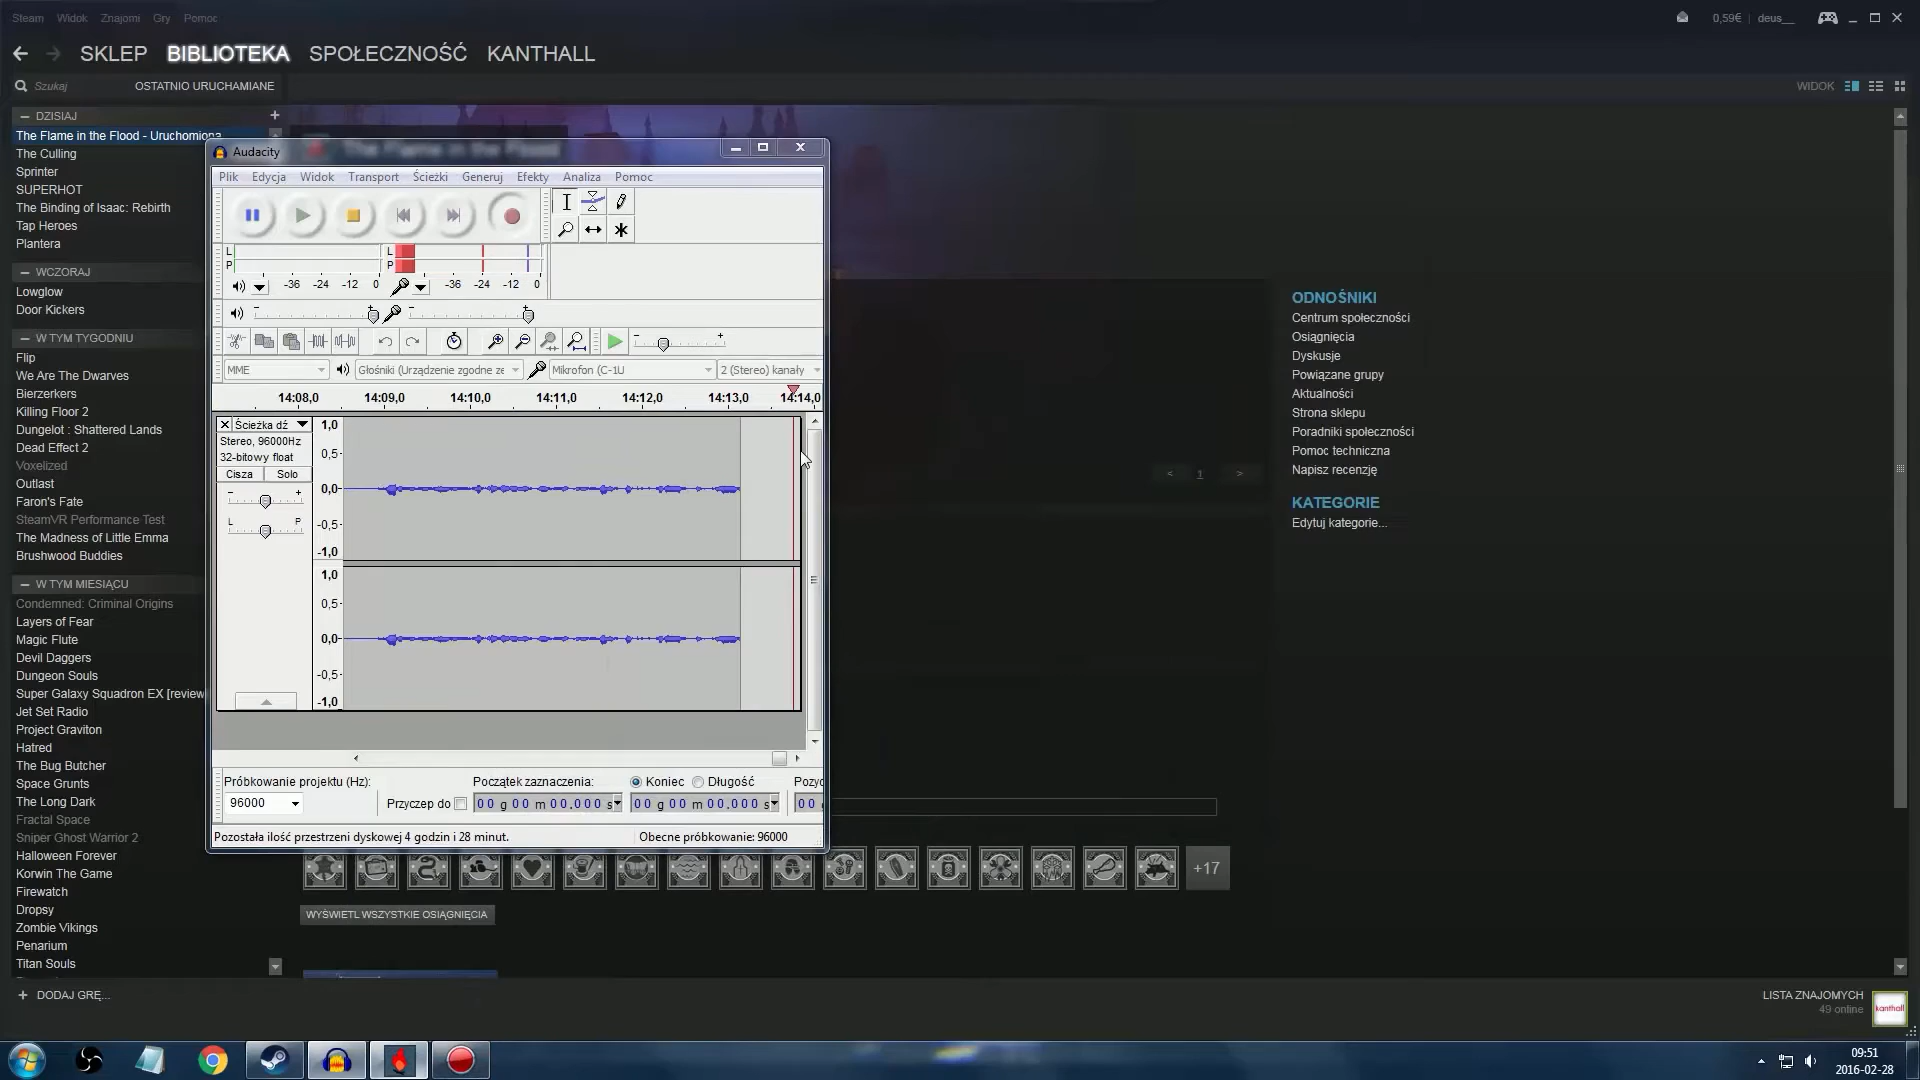 Steam Widok Znajomi Gry Pomoc
0,59€ deus__
SKLEP BIBLIOTEKA SPOŁECZNOŚĆ KANTHALL
Szukaj OSTATNIO URUCHAMIANE
WIDOK
— DZISIAJ +
The Flame in the Flood - Uruchomiona
The Culling
Sprinter
SUPERHOT
The Binding of Isaac: Rebirth
Tap Heroes
Plantera
— WCZORAJ
Lowglow
Door Kickers
— W TYM TYGODNIU
Flip
We Are The Dwarves
Bierzerkers
Killing Floor 2
Dungelot : Shattered Lands
Dead Effect 2
Voxelized
Outlast
Faron's Fate
SteamVR Performance Test
The Madness of Little Emma
Brushwood Buddies
— W TYM MIESIĄCU
Condemned: Criminal Origins
Layers of Fear
Magic Flute
Devil Daggers
Dungeon Souls
Super Galaxy Squadron EX [review
Jet Set Radio
Project Graviton
Hatred
The Bug Butcher
Space Grunts
The Long Dark
Fractal Space
Sniper Ghost Warrior 2
Halloween Forever
Korwin The Game
Firewatch
Dropsy
Zombie Vikings
Penarium
Titan Souls
+ DODAJ GRĘ...
Audacity
The Flame in the Flood
Plik Edycja Widok Transport Ścieżki Generuj Efekty Analiza Pomoc
L L
P P
-36 -24 -12 0 -36 -24 -12 0
- + - +
- +
MME Głośniki (Urządzenie zgodne ze Mikrofon (C-1U 2 (Stereo) kanały
14:08,0 14:09,0 14:10,0 14:11,0 14:12,0 14:13,0 14:14,0
Ścieżka dź
Stereo, 96000Hz
32-bitowy float
Cisza Solo
- +
L P
1,0
0,5
0,0
-0,5
-1,0
1,0
0,5
0,0
-0,5
-1,0
Próbkowanie projektu (Hz): Początek zaznaczenia: Koniec Długość Pozyc
96000 Przyczep do 00 g 00 m 00,000 s 00 g 00 m 00,000 s 00
Pozostała ilość przestrzeni dyskowej 4 godzin i 28 minut. Obecne próbkowanie: 96000
< 1 >
ODNOŚNIKI
Centrum społeczności
Osiągnięcia
Dyskusje
Powiązane grupy
Aktualności
Strona sklepu
Poradniki społeczności
Pomoc techniczna
Napisz recenzję
KATEGORIE
Edytuj kategorie...
+17
WYŚWIETL WSZYSTKIE OSIĄGNIĘCIA
LISTA ZNAJOMYCH
49 online
kanthall
09:51
2016-02-28